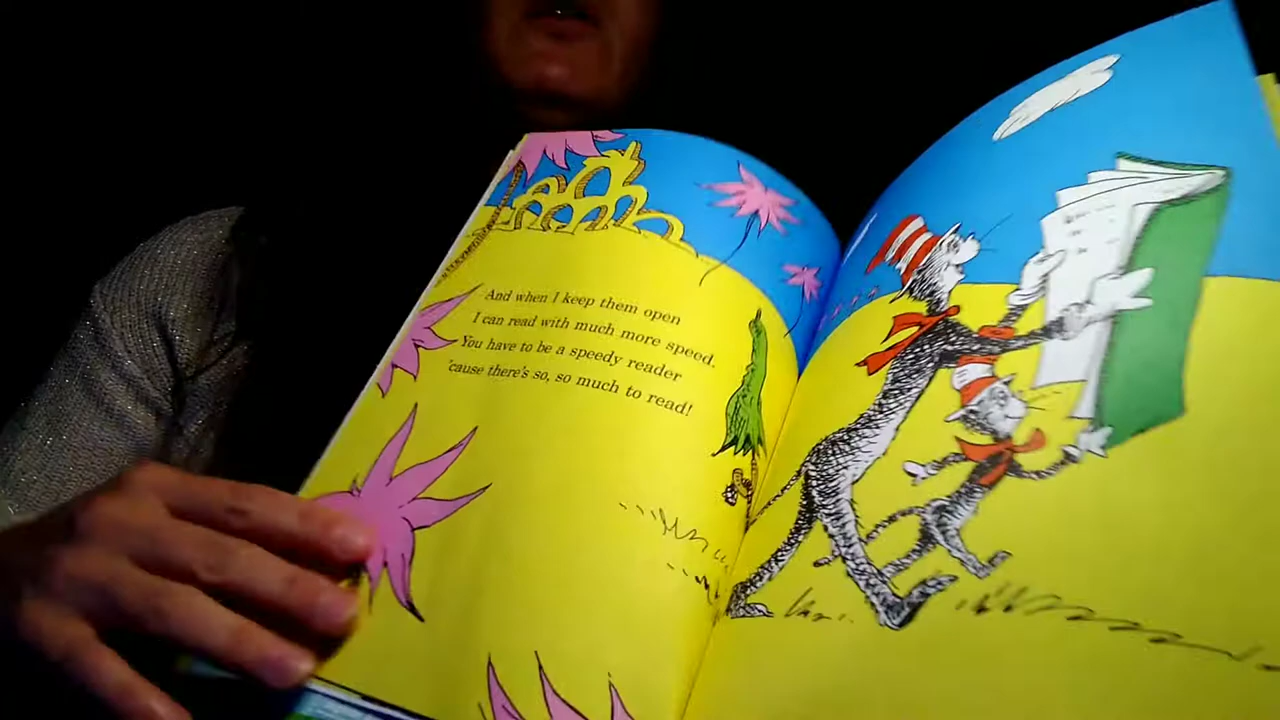 And when I keep them open
I can read with much more speed.
You have to be a speedy reader
'cause there's so, so much to read!